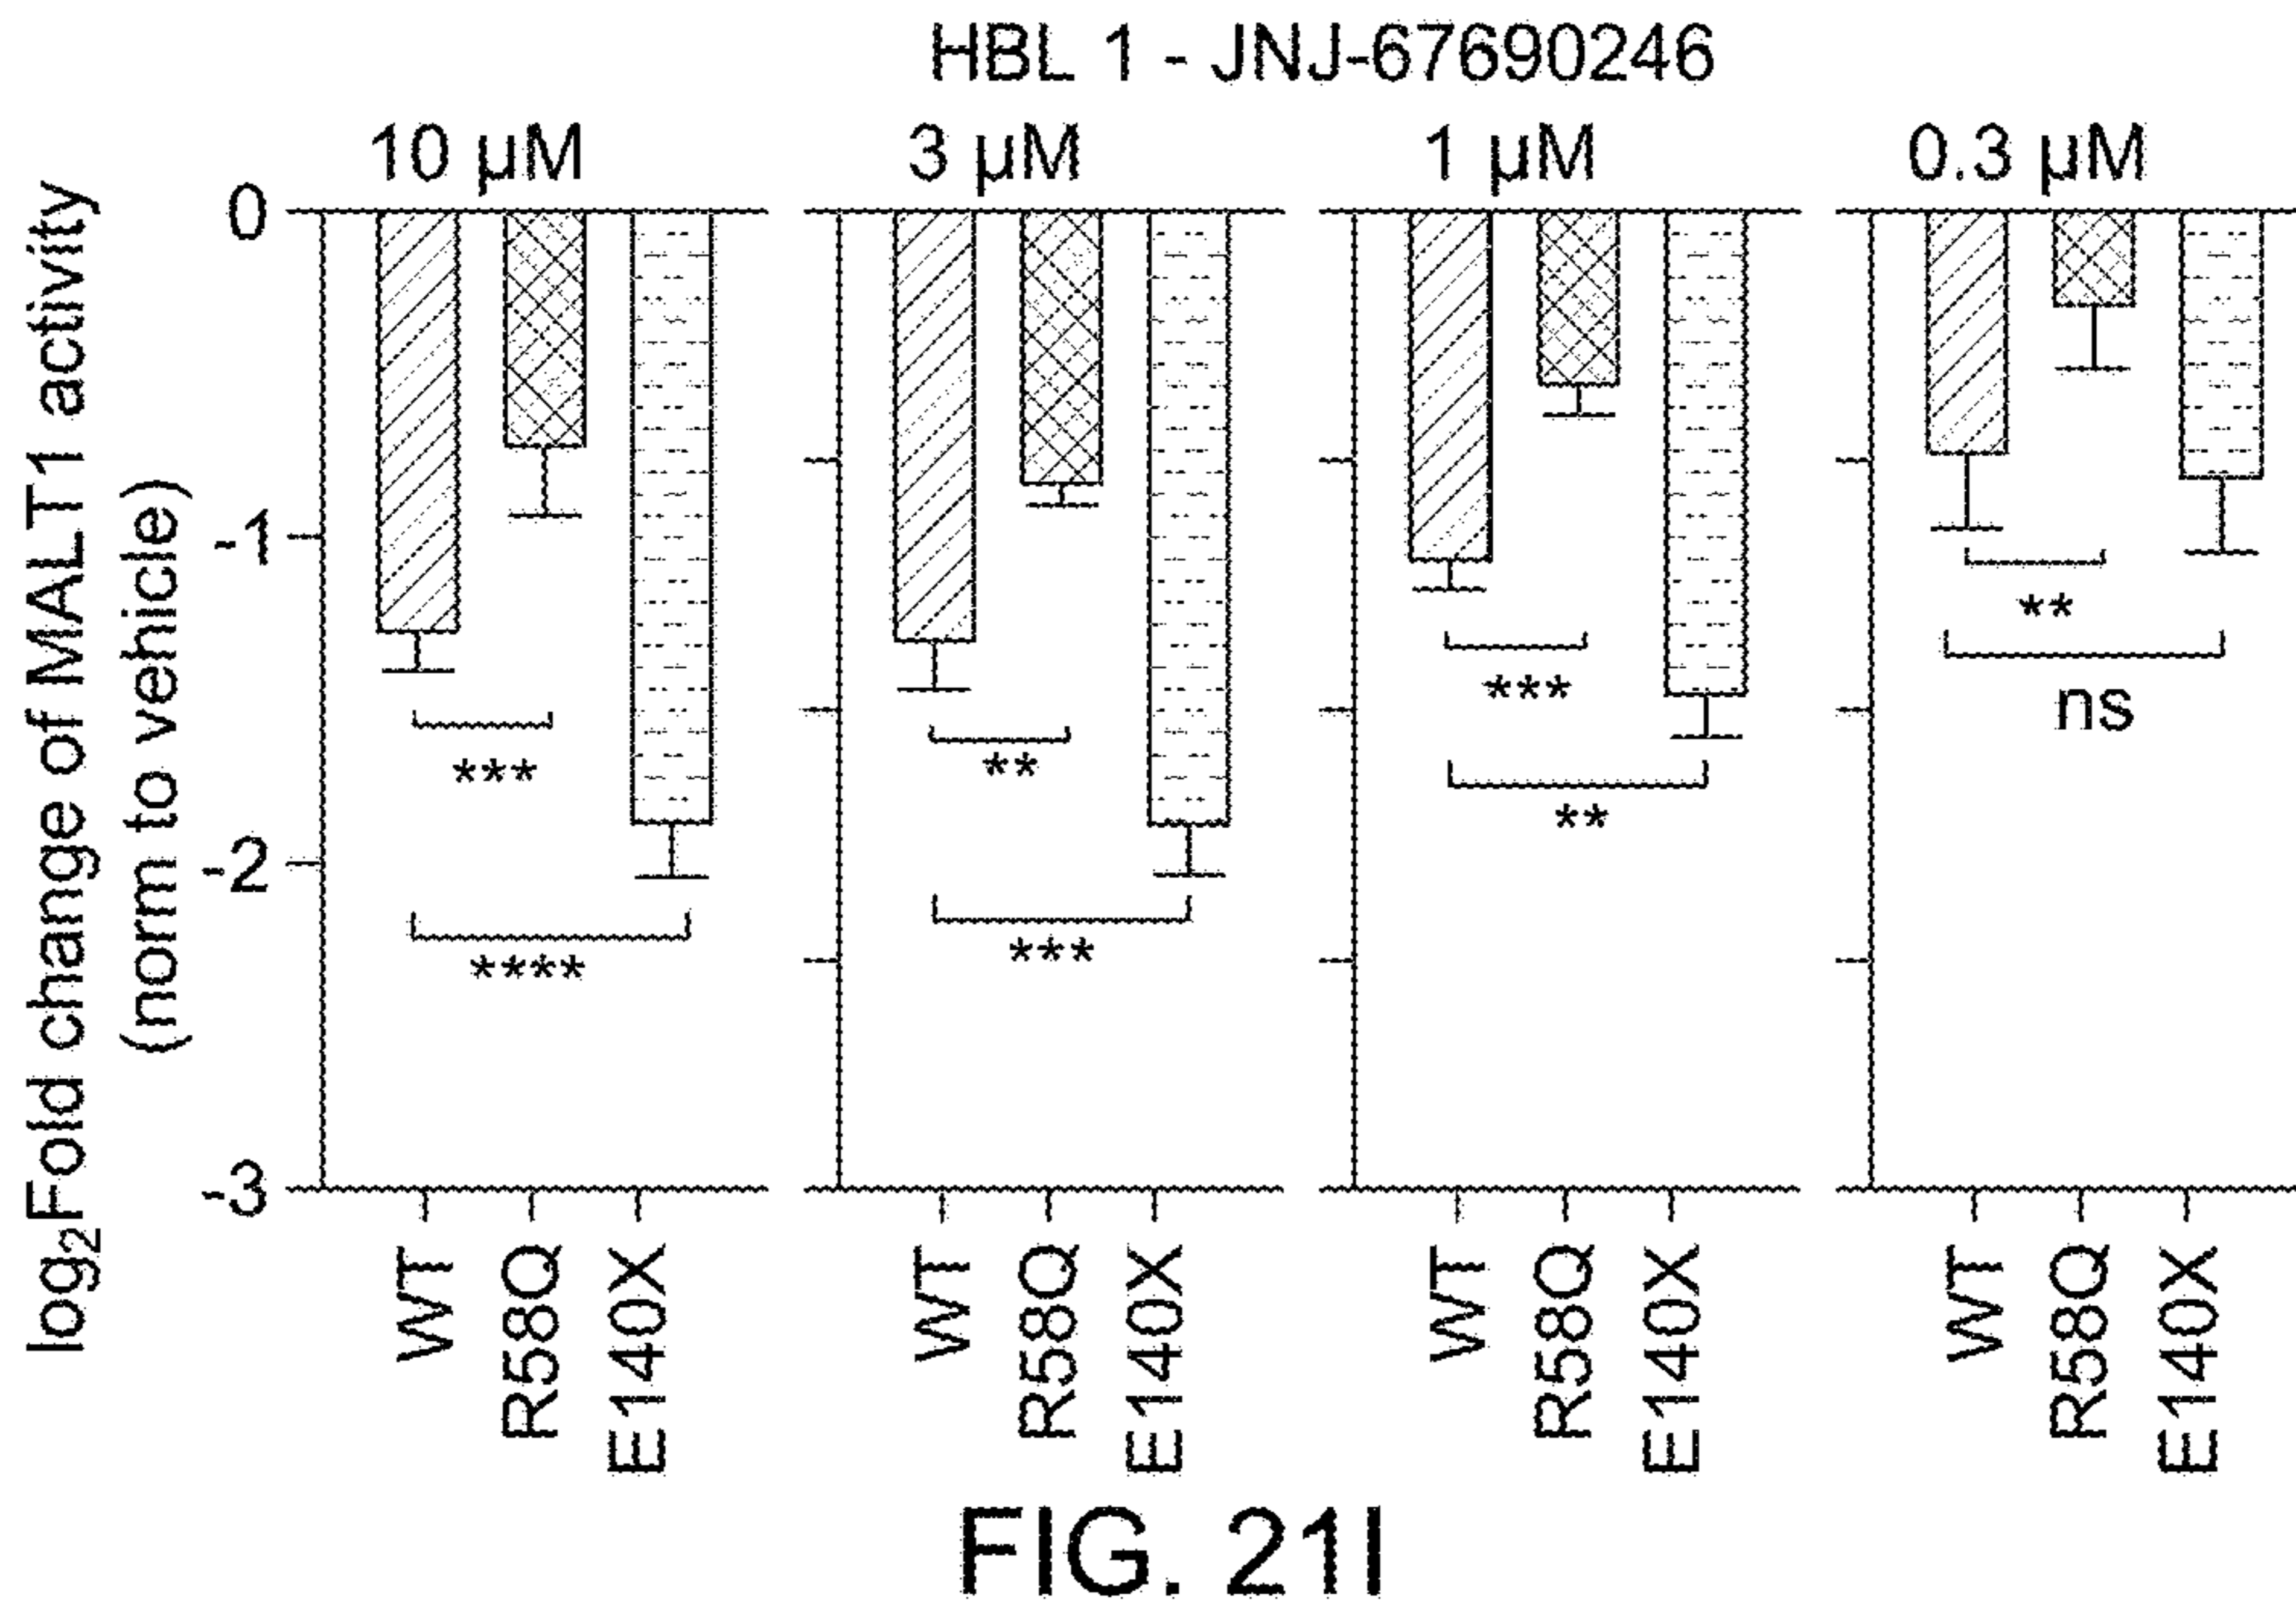 HBL 1 - JNJ-67690246
10 µM 3 µM 1 µM 0.3 µM
log₂Fold change of MALT1 activity
(norm to vehicle)
0
-1
-2
-3
***
****
**
***
***
**
**
ns
WT R58Q E140X WT R58Q E140X WT R58Q E140X WT R58Q E140X
FIG. 21I